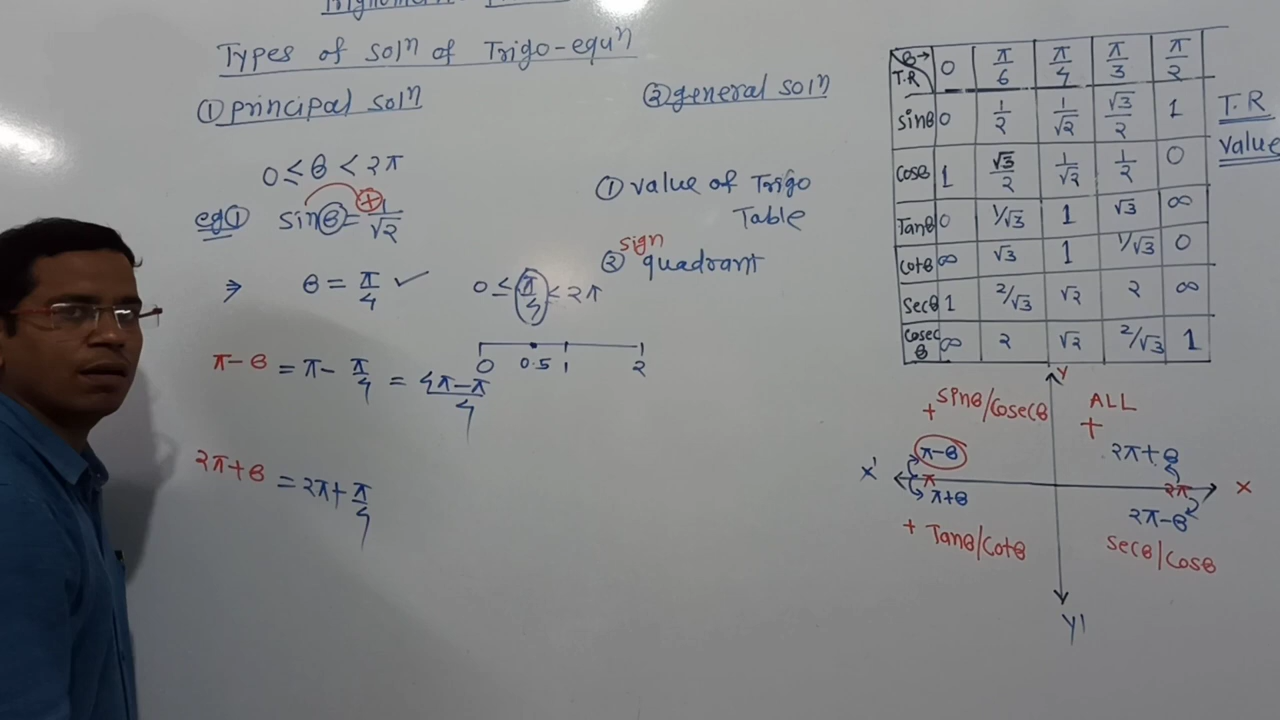 Types of solⁿ of Trigo-equⁿ
① principal solⁿ
② general solⁿ
0 ≤ θ < 2π
eg① sinθ = 1/√2
+
⇒ θ = π/4 ✓
0 ≤ π/4 ≤ 2π
0 0.5 1 2
π-θ = π - π/4 = 4π-π/4
2π+θ = 2π+ π/4
① value of Trigo
Table
sign
② quadrant
θ→ 0 π/6 π/4 π/3 π/2
T.R
sinθ 0 1/2 1/√2 √3/2 1
cosθ 1 √3/2 1/√2 1/2 0
Tanθ 0 1/√3 1 √3 ∞
cotθ ∞ √3 1 1/√3 0
secθ 1 2/√3 √2 2 ∞
cosec θ ∞ 2 √2 2/√3 1
T.R
value
Y
+ sinθ/cosecθ
ALL
+
π-θ
2π+θ
X' π 2π X
π+θ
2π-θ
+ Tanθ/cotθ
secθ/cosθ
Y'